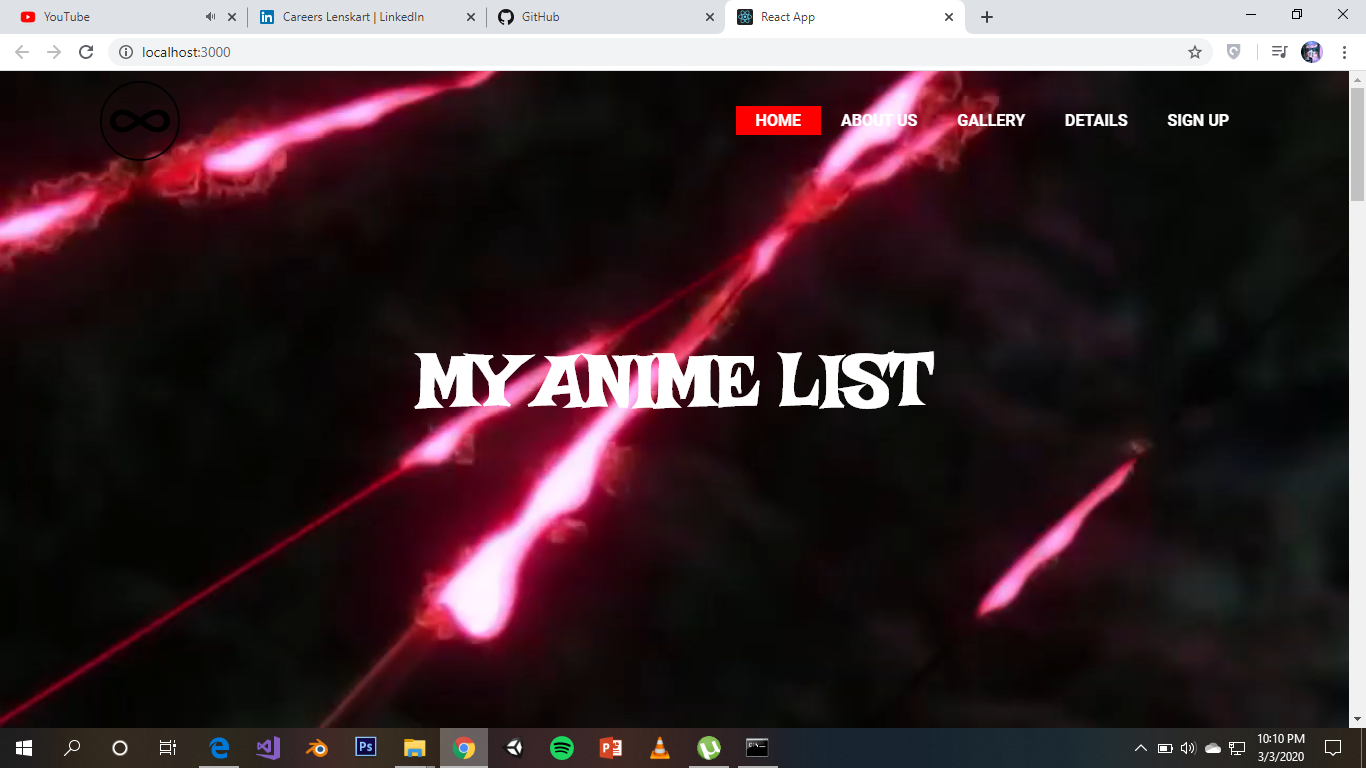 YouTube
Careers Lenskart | LinkedIn
GitHub
React App
localhost:3000
HOME ABOUT US GALLERY DETAILS SIGN UP
MY ANIME LIST
10:10 PM
3/3/2020